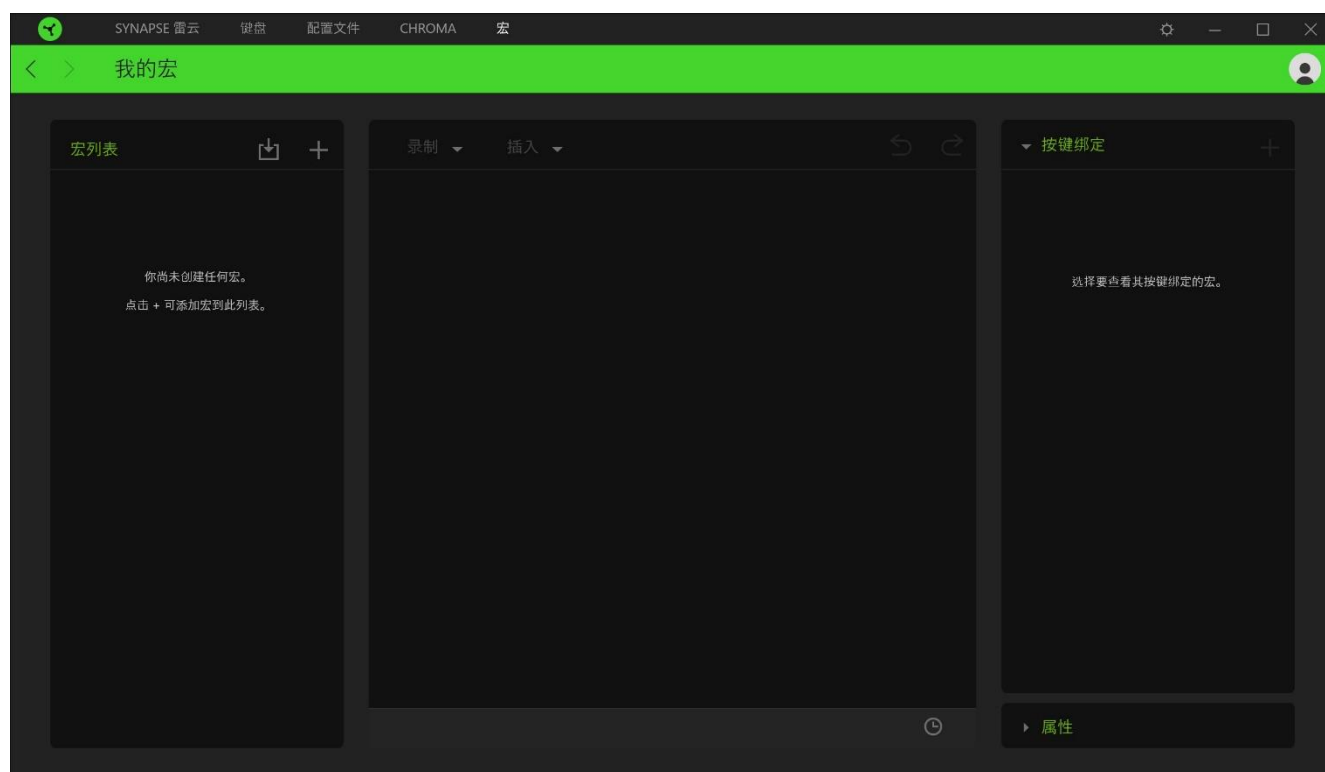 SYNAPSE 雷云 键盘 配置文件 CHROMA 宏
我的宏
宏列表 +
录制 插入
按键绑定 +
你尚未创建任何宏。
点击 + 可添加宏到此列表。
选择要查看其按键绑定的宏。
属性